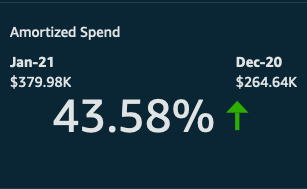 Amortized Spend
Jan-21 Dec-20
$379.98K $264.64K
43.58%